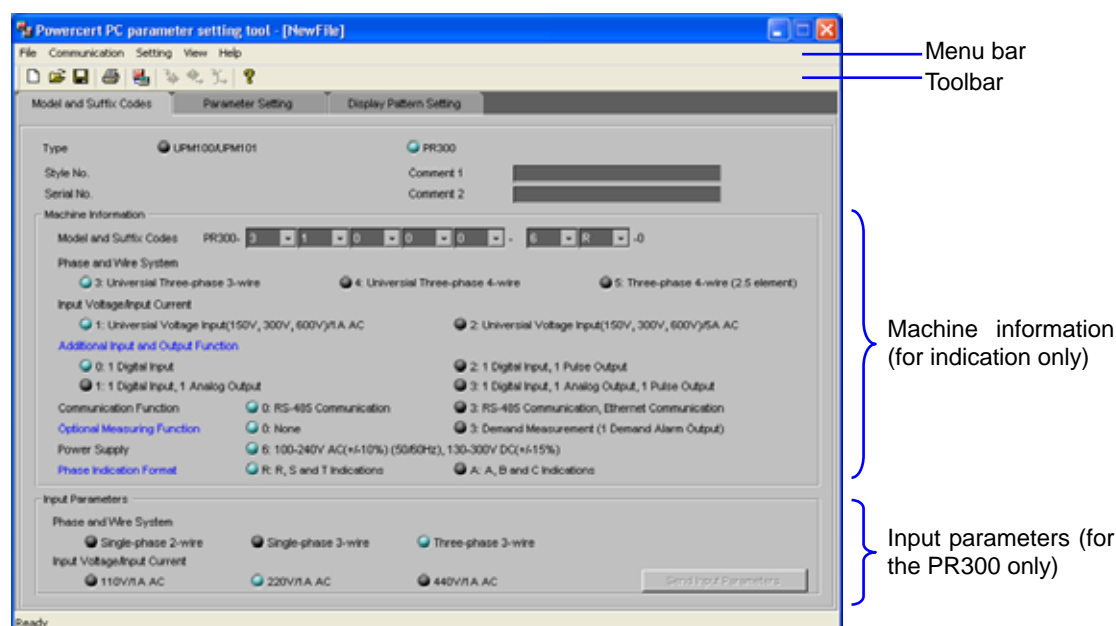 Powercert PC parameter setting tool - [NewFile]
File Communication Setting View Help
Menu bar
Toolbar
Model and Suffix Codes Parameter Setting Display Pattern Setting
Type UPM100/UPM101 PR300
Style No. Comment 1
Serial No. Comment 2
Machine Information
Model and Suffix Codes PR300- 3 1 0 0 0 - 6 R -0
Phase and Wire System
3: Universial Three-phase 3-wire 4: Universial Three-phase 4-wire 5: Three-phase 4-wire (2.5 element)
Input Voltage/Input Current
1: Universial Voltage Input(150V, 300V, 600V)/1A AC 2: Universial Voltage Input(150V, 300V, 600V)/5A AC
Additional Input and Output Function
0: 1 Digital Input 2: 1 Digital Input, 1 Pulse Output
1: 1 Digital Input, 1 Analog Output 3: 1 Digital Input, 1 Analog Output, 1 Pulse Output
Communication Function 0: RS-485 Communication 3: RS-485 Communication, Ethernet Communication
Optional Measuring Function 0: None 3: Demand Measurement (1 Demand Alarm Output)
Power Supply 6: 100-240V AC(+/-10%) (50/60Hz), 130-300V DC(+/-15%)
Phase Indication Format R: R, S and T Indications A: A, B and C Indications
Machine information
(for indication only)
Input Parameters
Phase and Wire System
Single-phase 2-wire Single-phase 3-wire Three-phase 3-wire
Input Voltage/Input Current
110V/1A AC 220V/1A AC 440V/1A AC Send Input Parameters
Input parameters (for
the PR300 only)
Ready